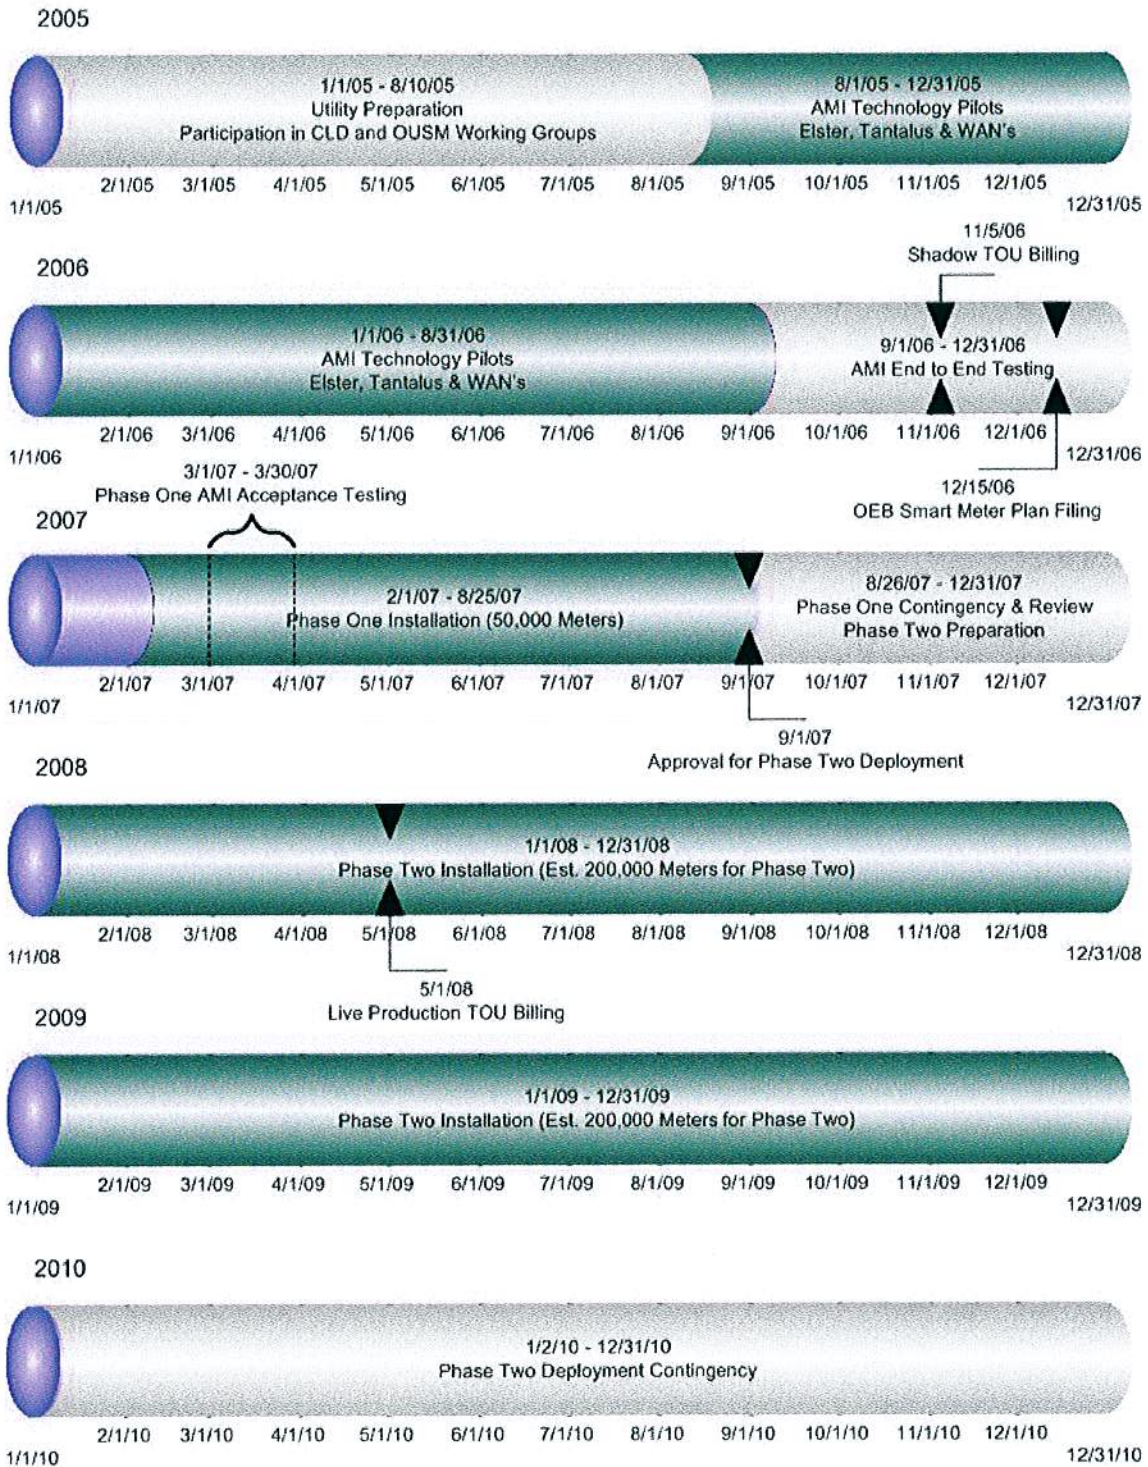 2005
1/1/05 - 8/10/05
Utility Preparation
Participation in CLD and OUSM Working Groups
8/1/05 - 12/31/05
AMI Technology Pilots
Elster, Tantalus & WAN's
2/1/05 3/1/05 4/1/05 5/1/05 6/1/05 7/1/05 8/1/05 9/1/05 10/1/05 11/1/05 12/1/05
1/1/05 12/31/05
11/5/06
Shadow TOU Billing
2006
1/1/06 - 8/31/06
AMI Technology Pilots
Elster, Tantalus & WAN's
9/1/06 - 12/31/06
AMI End to End Testing
2/1/06 3/1/06 4/1/06 5/1/06 6/1/06 7/1/06 8/1/06 9/1/06 10/1/06 11/1/06 12/1/06
1/1/06 12/31/06
12/15/06
OEB Smart Meter Plan Filing
3/1/07 - 3/30/07
Phase One AMI Acceptance Testing
2007
2/1/07 - 8/25/07
Phase One Installation (50,000 Meters)
8/26/07 - 12/31/07
Phase One Contingency & Review
Phase Two Preparation
2/1/07 3/1/07 4/1/07 5/1/07 6/1/07 7/1/07 8/1/07 9/1/07 10/1/07 11/1/07 12/1/07
1/1/07 12/31/07
9/1/07
Approval for Phase Two Deployment
2008
1/1/08 - 12/31/08
Phase Two Installation (Est. 200,000 Meters for Phase Two)
2/1/08 3/1/08 4/1/08 5/1/08 6/1/08 7/1/08 8/1/08 9/1/08 10/1/08 11/1/08 12/1/08
1/1/08 12/31/08
5/1/08
Live Production TOU Billing
2009
1/1/09 - 12/31/09
Phase Two Installation (Est. 200,000 Meters for Phase Two)
2/1/09 3/1/09 4/1/09 5/1/09 6/1/09 7/1/09 8/1/09 9/1/09 10/1/09 11/1/09 12/1/09
1/1/09 12/31/09
2010
1/2/10 - 12/31/10
Phase Two Deployment Contingency
2/1/10 3/1/10 4/1/10 5/1/10 6/1/10 7/1/10 8/1/10 9/1/10 10/1/10 11/1/10 12/1/10
1/1/10 12/31/10